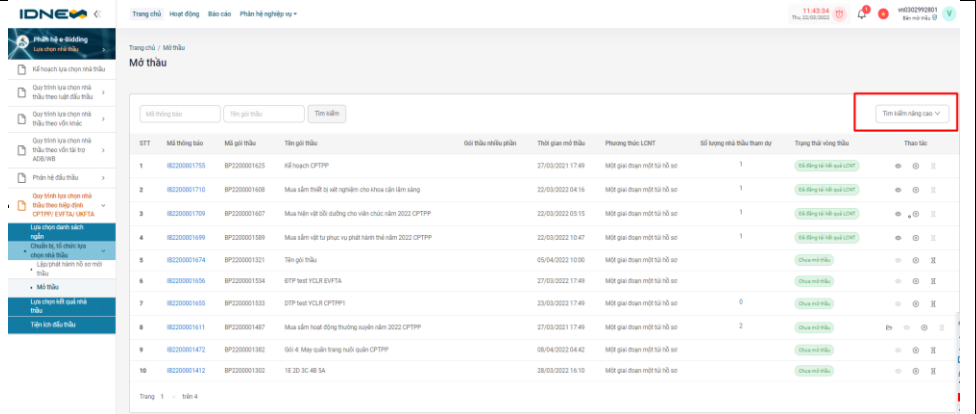 IDNES
Trang chủ Hoạt động Báo cáo Phân hệ nghiệp vụ
11:43:34
Thu, 22/03/2022
vn0302992801
Bên mời thầu
V
Phân hệ e-Bidding
Lựa chọn nhà thầu
Kế hoạch lựa chọn nhà thầu
Quy trình lựa chọn nhà
thầu theo luật đấu thầu
Quy trình lựa chọn nhà
thầu theo vốn khác
Quy trình lựa chọn nhà
thầu theo vốn tài trợ
ADB/WB
Phân hệ đấu thầu
Quy trình lựa chọn nhà
thầu theo hiệp định
CPTPP/ EVFTA/ UKFTA
Lựa chọn danh sách
ngắn
Chuẩn bị, tổ chức lựa
chọn nhà thầu
Lập/phát hành hồ sơ mời
thầu
Mở thầu
Lựa chọn kết quả nhà
thầu
Tiện ích đấu thầu
Trang chủ / Mở thầu
Mở thầu
Mã thông báo Tên gói thầu Tìm kiếm Tìm kiếm nâng cao
STT Mã thông báo Mã gói thầu Tên gói thầu Gói thầu nhiều phần Thời gian mở thầu Phương thức LCNT Số lượng nhà thầu tham dự Trạng thái vòng thầu Thao tác
1 IB2200001755 BP2200001625 Kế hoạch CPTPP 27/03/2021 17:49 Một giai đoạn một túi hồ sơ 1 Đã đăng tải kết quả LCNT
2 IB2200001710 BP2200001608 Mua sắm thiết bị xét nghiệm cho khoa cận lâm sàng 22/03/2022 04:16 Một giai đoạn một túi hồ sơ 1 Đã đăng tải kết quả LCNT
3 IB2200001709 BP2200001607 Mua hiện vật bồi dưỡng cho viên chức năm 2022 CPTPP 22/03/2022 05:15 Một giai đoạn một túi hồ sơ 1 Đã đăng tải kết quả LCNT
4 IB2200001699 BP2200001589 Mua sắm vật tư phục vụ phát hành thẻ năm 2022 CPTPP 22/03/2022 10:47 Một giai đoạn một túi hồ sơ 1 Đã đăng tải kết quả LCNT
5 IB2200001674 BP2200001321 Tên gói thầu 05/04/2022 10:00 Một giai đoạn một túi hồ sơ Chưa mở thầu
6 IB2200001656 BP2200001534 ĐTP test YCLR EVFTA 27/03/2022 17:49 Một giai đoạn một túi hồ sơ Chưa mở thầu
7 IB2200001655 BP2200001533 DTP test YCLR CPTPP1 23/03/2022 17:49 Một giai đoạn một túi hồ sơ 0 Chưa mở thầu
8 IB2200001611 BP2200001487 Mua sắm hoạt động thường xuyên năm 2022 CPTPP 27/03/2021 17:49 Một giai đoạn một túi hồ sơ 2 Chưa mở thầu
9 IB2200001472 BP2200001382 Gói 4: May quân trang nuôi quân CPTPP 08/04/2022 04:42 Một giai đoạn một túi hồ sơ Chưa mở thầu
10 IB2200001412 BP2200001302 1E 2D 3C 4B 5A 28/03/2022 16:10 Một giai đoạn một túi hồ sơ Chưa mở thầu
Trang 1 trên 4